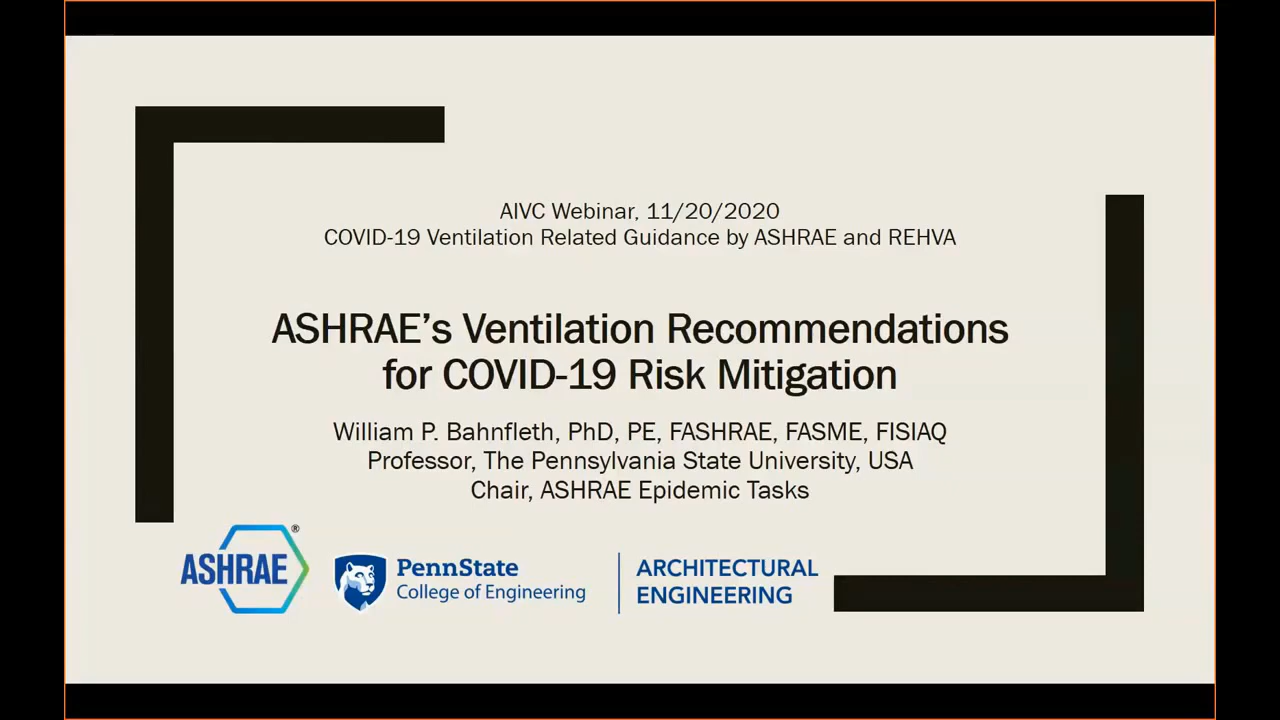 AIVC Webinar, 11/20/2020
COVID-19 Ventilation Related Guidance by ASHRAE and REHVA
ASHRAE’s Ventilation Recommendations
for COVID-19 Risk Mitigation
William P. Bahnfleth, PhD, PE, FASHRAE, FASME, FISIAQ
Professor, The Pennsylvania State University, USA
Chair, ASHRAE Epidemic Tasks
ASHRAE®
PennState
College of Engineering
ARCHITECTURAL
ENGINEERING